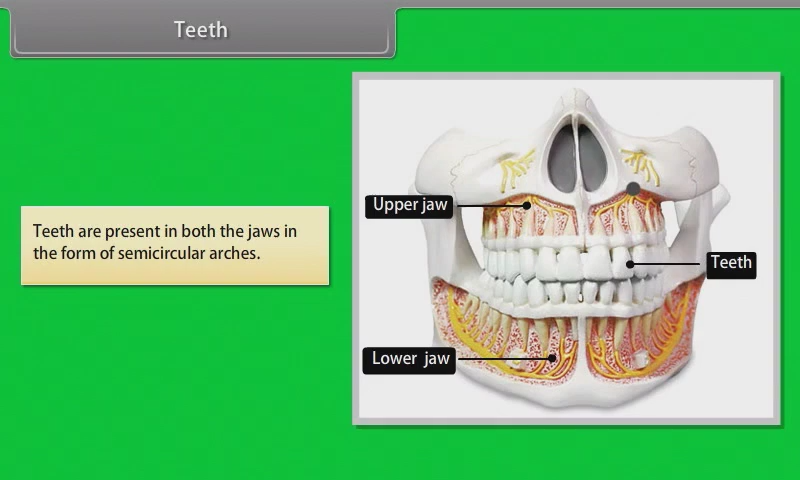 Teeth
Teeth are present in both the jaws in
the form of semicircular arches.
Upper jaw
Teeth
Lower jaw